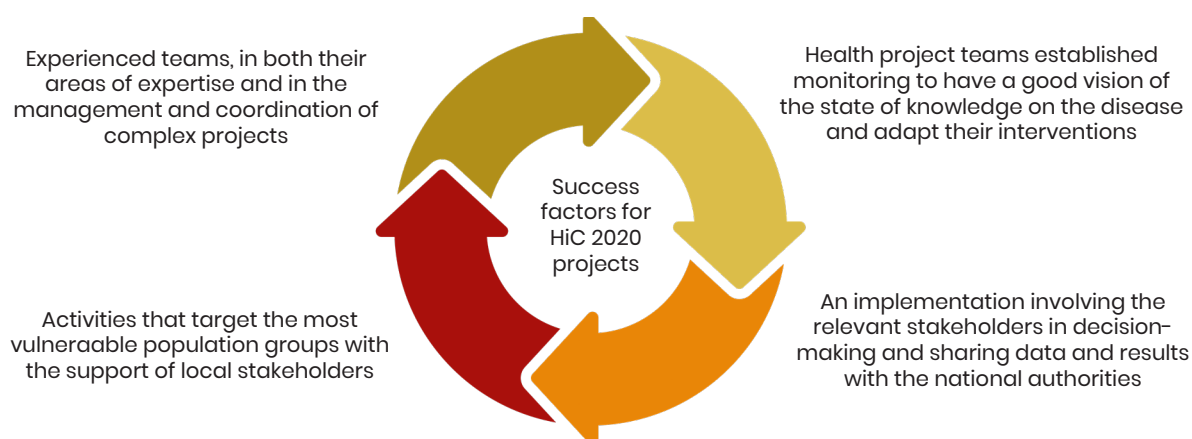 Experienced teams, in both their
areas of expertise and in the
management and coordination of
complex projects
Health project teams established
monitoring to have a good vision of
the state of knowledge on the disease
and adapt their interventions
Success
factors for
HiC 2020
projects
Activities that target the most
vulneraable population groups with
the support of local stakeholders
An implementation involving the
relevant stakeholders in decision-
making and sharing data and results
with the national authorities